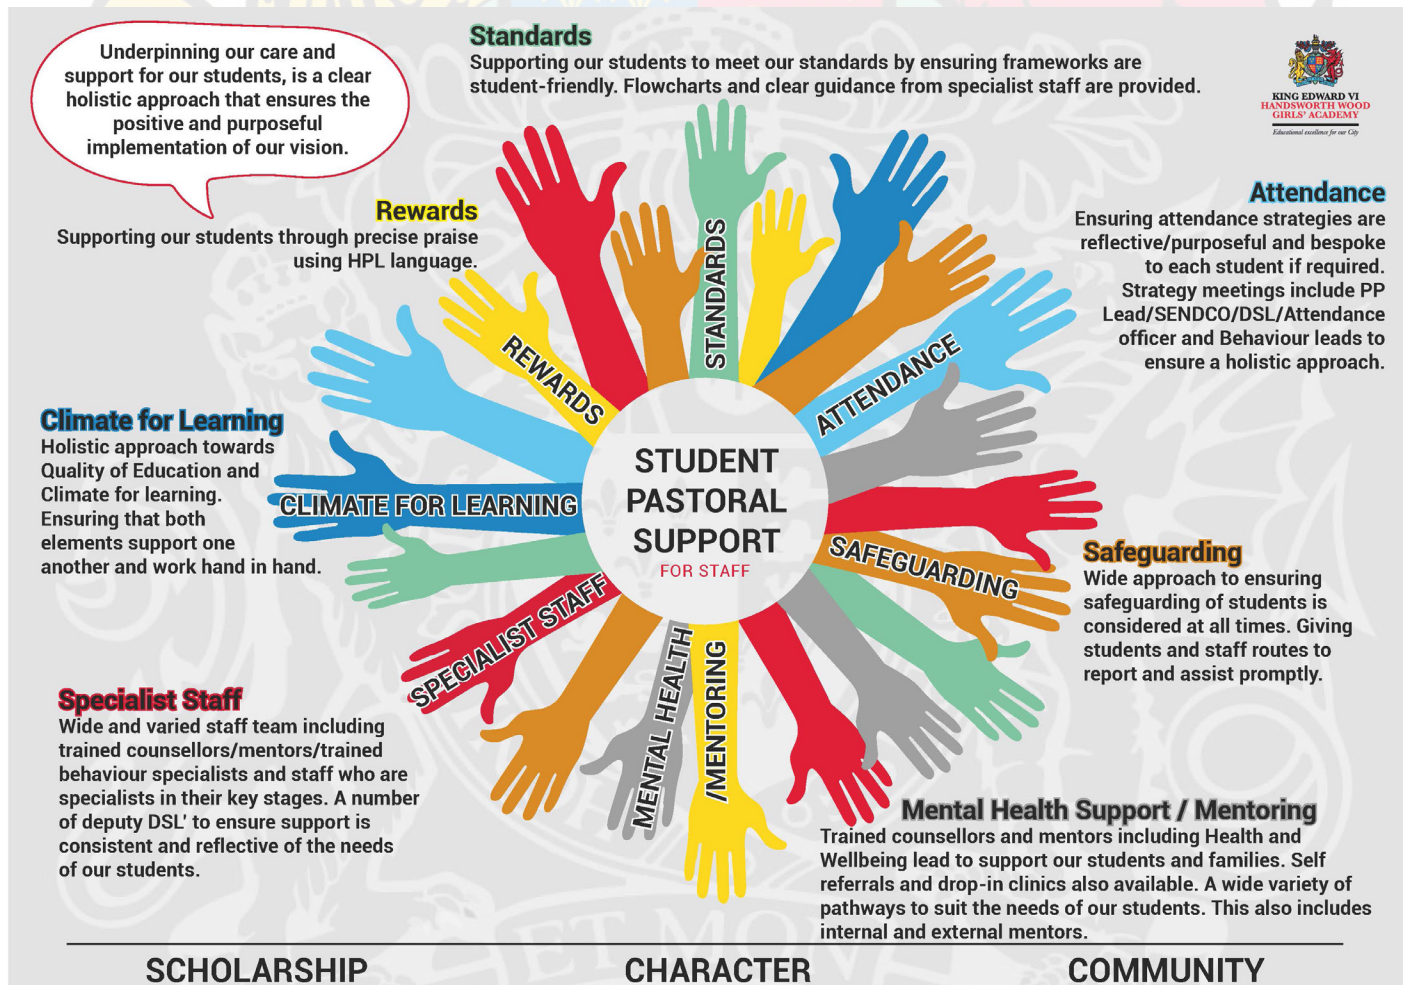 Underpinning our care and
support for our students, is a clear
holistic approach that ensures the
positive and purposeful
implementation of our vision.
Standards
Supporting our students to meet our standards by ensuring frameworks are
student-friendly. Flowcharts and clear guidance from specialist staff are provided.
KING EDWARD VI
HANDSWORTH WOOD
GIRLS' ACADEMY
Educational excellence for our City
Rewards
Supporting our students through precise praise
using HPL language.
Attendance
Ensuring attendance strategies are
reflective/purposeful and bespoke
to each student if required.
Strategy meetings include PP
Lead/SENDCO/DSL/Attendance
officer and Behaviour leads to
ensure a holistic approach.
Climate for Learning
Holistic approach towards
Quality of Education and
Climate for learning.
Ensuring that both
elements support one
another and work hand in hand.
REWARDS
STANDARDS
ATTENDANCE
CLIMATE FOR LEARNING
STUDENT
PASTORAL
SUPPORT
FOR STAFF
SAFEGUARDING
SPECIALIST STAFF
MENTAL HEALTH
/MENTORING
Safeguarding
Wide approach to ensuring
safeguarding of students is
considered at all times. Giving
students and staff routes to
report and assist promptly.
Specialist Staff
Wide and varied staff team including
trained counsellors/mentors/trained
behaviour specialists and staff who are
specialists in their key stages. A number
of deputy DSL' to ensure support is
consistent and reflective of the needs
of our students.
Mental Health Support / Mentoring
Trained counsellors and mentors including Health and
Wellbeing lead to support our students and families. Self
referrals and drop-in clinics also available. A wide variety of
pathways to suit the needs of our students. This also includes
internal and external mentors.
ET MON
SCHOLARSHIP
CHARACTER
COMMUNITY